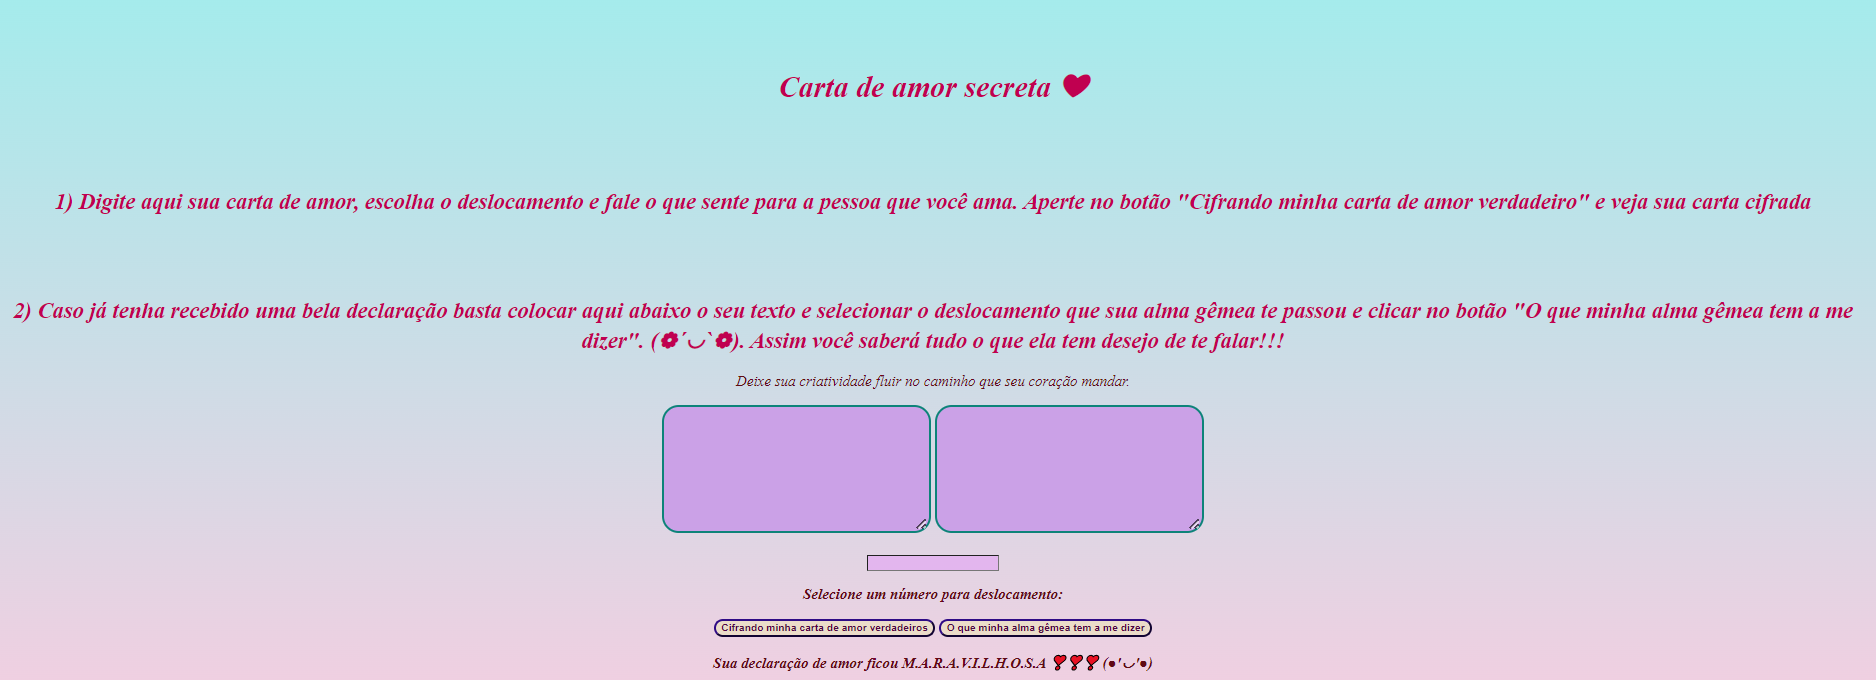 Carta de amor secreta ❤
1) Digite aqui sua carta de amor, escolha o deslocamento e fale o que sente para a pessoa que você ama. Aperte no botão "Cifrando minha carta de amor verdadeiro" e veja sua carta cifrada
2) Caso já tenha recebido uma bela declaração basta colocar aqui abaixo o seu texto e selecionar o deslocamento que sua alma gêmea te passou e clicar no botão "O que minha alma gêmea tem a me
dizer". (❁´◡`❁). Assim você saberá tudo o que ela tem desejo de te falar!!!
Deixe sua criatividade fluir no caminho que seu coração mandar.
Selecione um número para deslocamento:
Cifrando minha carta de amor verdadeiros O que minha alma gêmea tem a me dizer
Sua declaração de amor ficou M.A.R.A.V.I.L.H.O.S.A ❣❣❣ (●'◡'●)